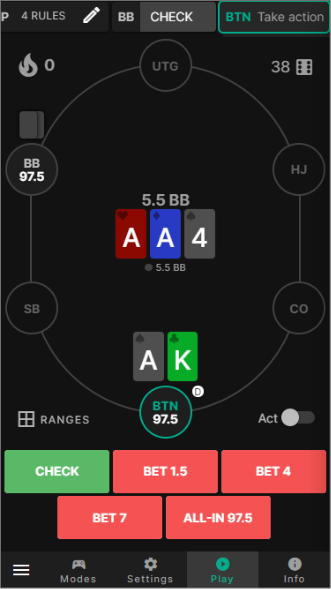 P 4 RULES BB CHECK BTN Take action
0 UTG 38
BB
97.5
HJ
5.5 BB
A A 4
5.5 BB
SB CO
A K
D
BTN
97.5
RANGES Act
CHECK BET 1.5 BET 4
BET 7 ALL-IN 97.5
Modes Settings Play Info